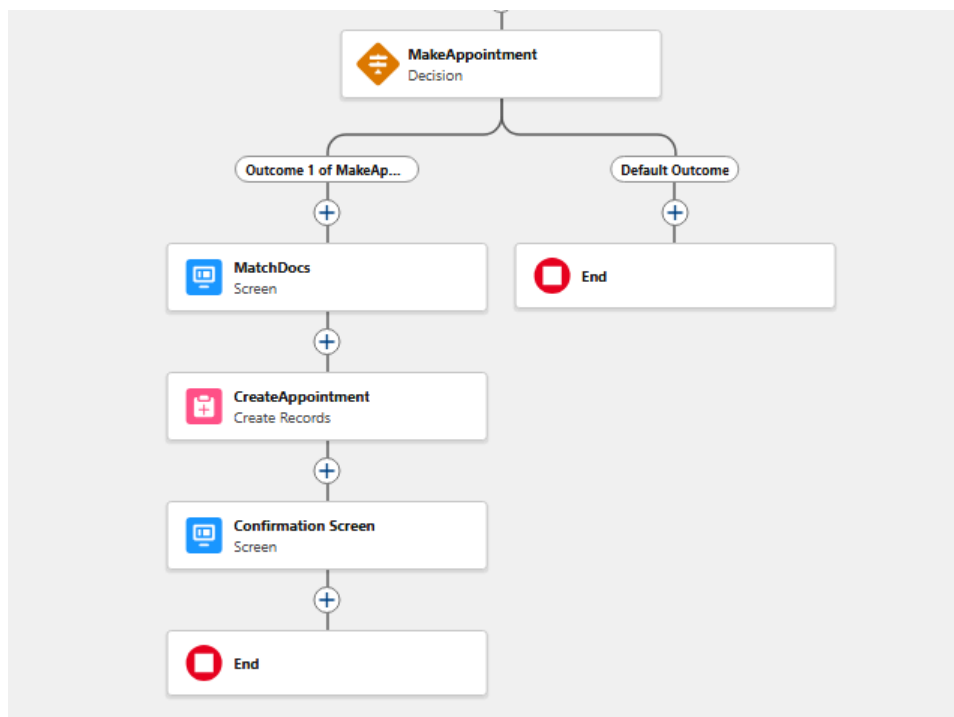 MakeAppointment
Decision
Outcome 1 of MakeAp...
Default Outcome
MatchDocs
Screen
End
CreateAppointment
Create Records
Confirmation Screen
Screen
End